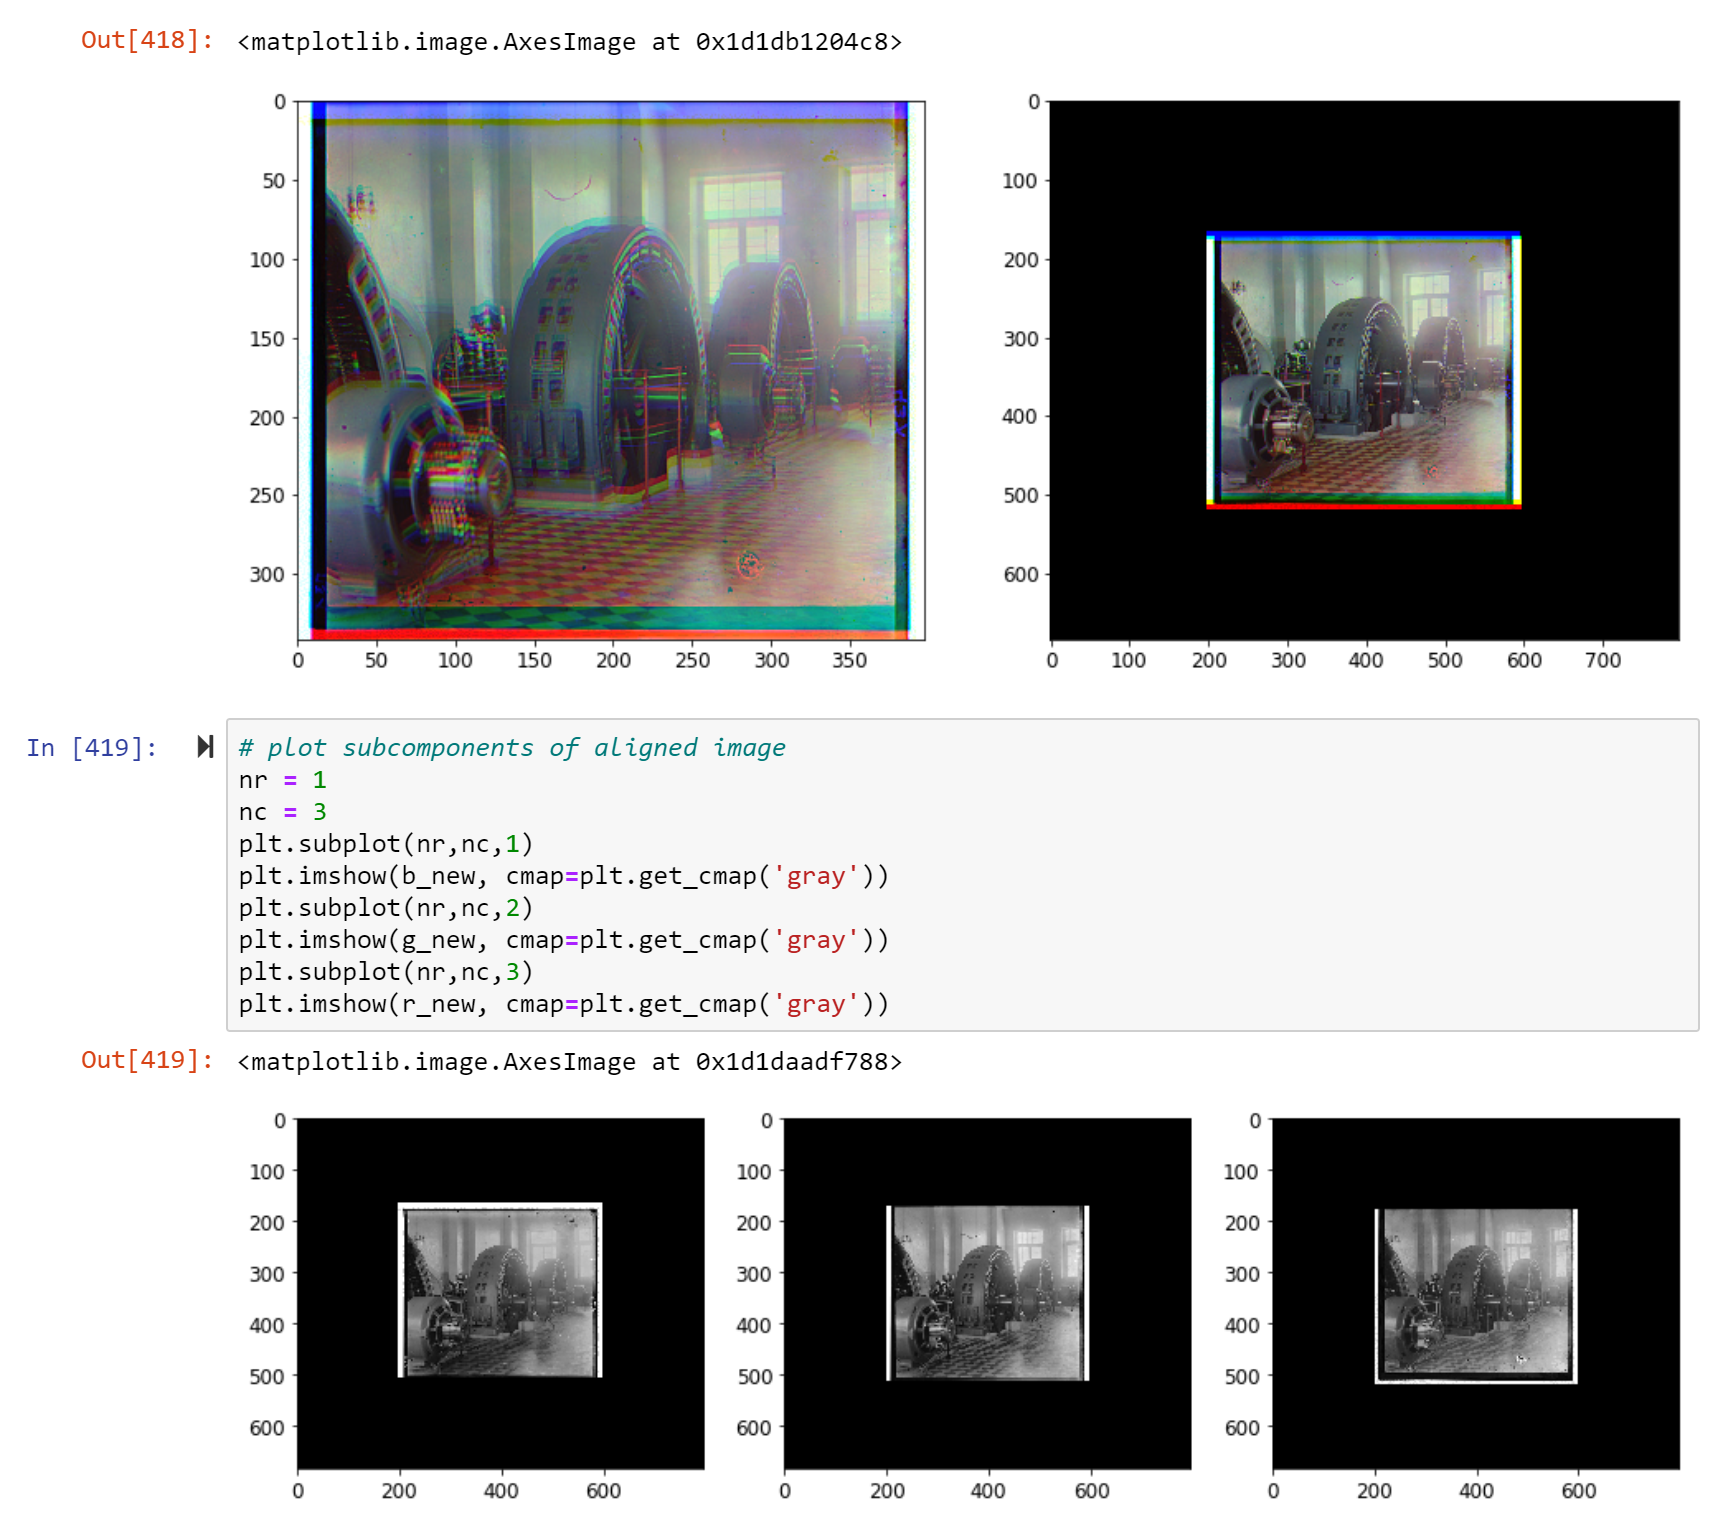 Out[418]: <matplotlib.image.AxesImage at 0x1d1db1204c8>
0
50
100
150
200
250
300
0 50 100 150 200 250 300 350
0
100
200
300
400
500
600
0 100 200 300 400 500 600 700
In [419]: # plot subcomponents of aligned image
nr = 1
nc = 3
plt.subplot(nr,nc,1)
plt.imshow(b_new, cmap=plt.get_cmap('gray'))
plt.subplot(nr,nc,2)
plt.imshow(g_new, cmap=plt.get_cmap('gray'))
plt.subplot(nr,nc,3)
plt.imshow(r_new, cmap=plt.get_cmap('gray'))
Out[419]: <matplotlib.image.AxesImage at 0x1d1daadf788>
0
100
200
300
400
500
600
0 200 400 600
0
100
200
300
400
500
600
0 200 400 600
0
100
200
300
400
500
600
0 200 400 600